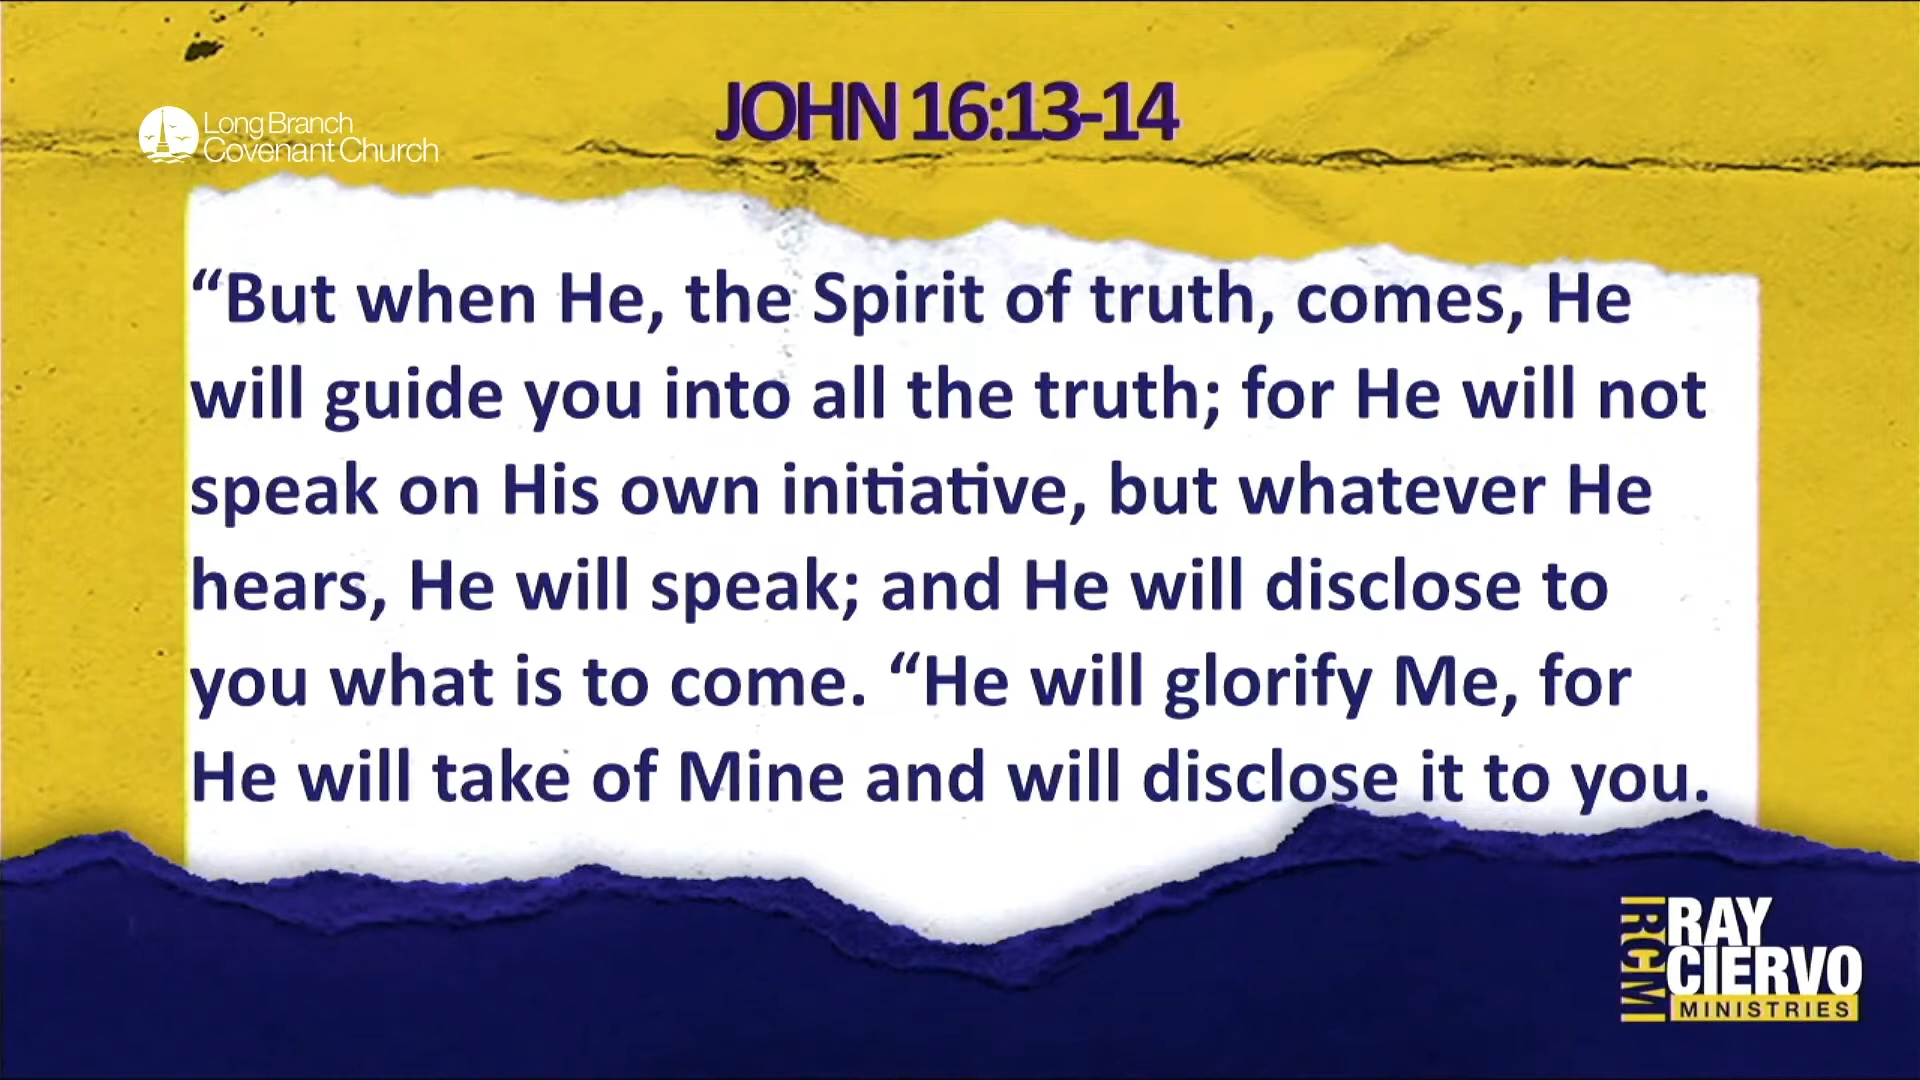 JOHN 16:13-14
Long Branch
Covenant Church
“But when He, the Spirit of truth, comes, He
will guide you into all the truth; for He will not
speak on His own initiative, but whatever He
hears, He will speak; and He will disclose to
you what is to come. “He will glorify Me, for
He will take of Mine and will disclose it to you.
RCM
RAY
CIERVO
MINISTRIES